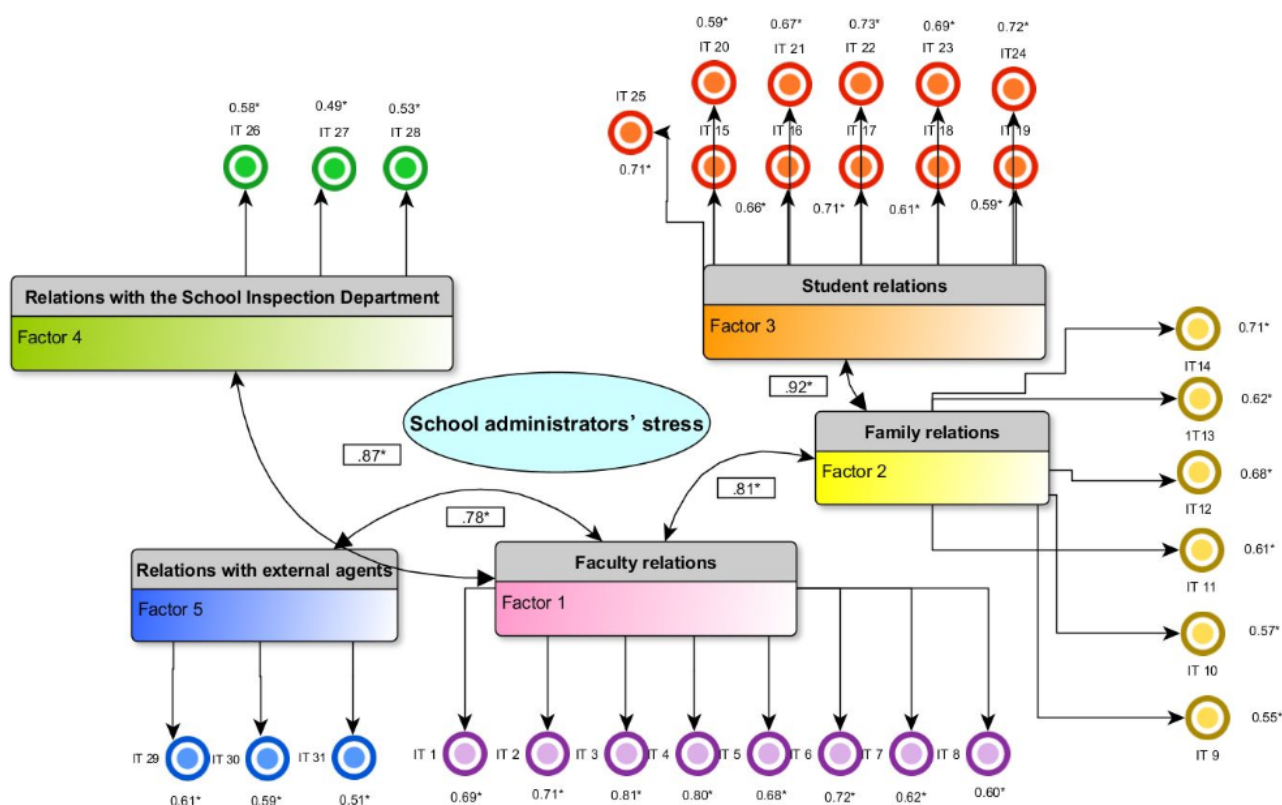 0.59* 0.67* 0.73* 0.69* 0.72*
IT 20 IT 21 IT 22 IT 23 IT24
IT 25
0.71*
IT 15 IT 16 IT 17 IT 18 IT 19
0.66* 0.71* 0.61* 0.59*
0.58* 0.49* 0.53*
IT 26 IT 27 IT 28
Relations with the School Inspection Department
Factor 4
Student relations
Factor 3
.92*
School administrators' stress
.87*
.81*
.78*
Family relations
Factor 2
0.71*
IT14
0.62*
1T13
0.68*
IT12
0.61*
IT 11
0.57*
IT 10
0.55*
IT 9
Relations with external agents
Factor 5
Faculty relations
Factor 1
IT 29 IT 30 IT 31
0.61* 0.59* 0.51*
IT 1 IT 2 IT 3 IT 4 IT 5 IT 6 IT 7 IT 8
0.69* 0.71* 0.81* 0.80* 0.68* 0.72* 0.62* 0.60*